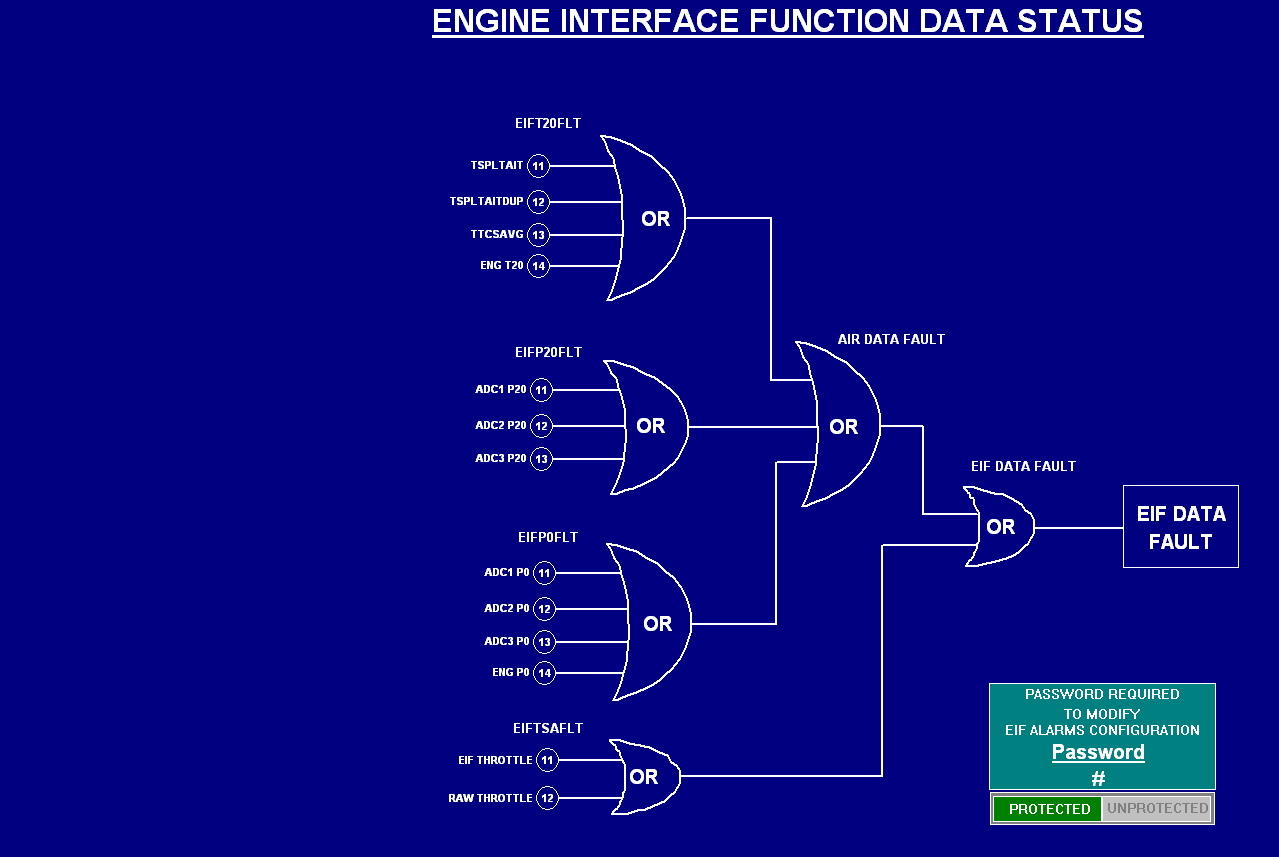 ENGINE INTERFACE FUNCTION DATA STATUS
EIFT20FLT
TSPLTAIT 11
TSPLTAITDUP 12
OR
TTCSAVG 13
ENG T20 14
AIR DATA FAULT
EIFP20FLT
ADC1 P20 11
ADC2 P20 12
OR
OR
ADC3 P20 13
EIF DATA FAULT
OR
EIF DATA
FAULT
EIFP0FLT
ADC1 P0 11
ADC2 P0 12
OR
ADC3 P0 13
ENG P0 14
EIFTSAFLT
EIF THROTTLE 11
OR
RAW THROTTLE 12
PASSWORD REQUIRED
TO MODIFY
EIF ALARMS CONFIGURATION
Password
#
PROTECTED UNPROTECTED